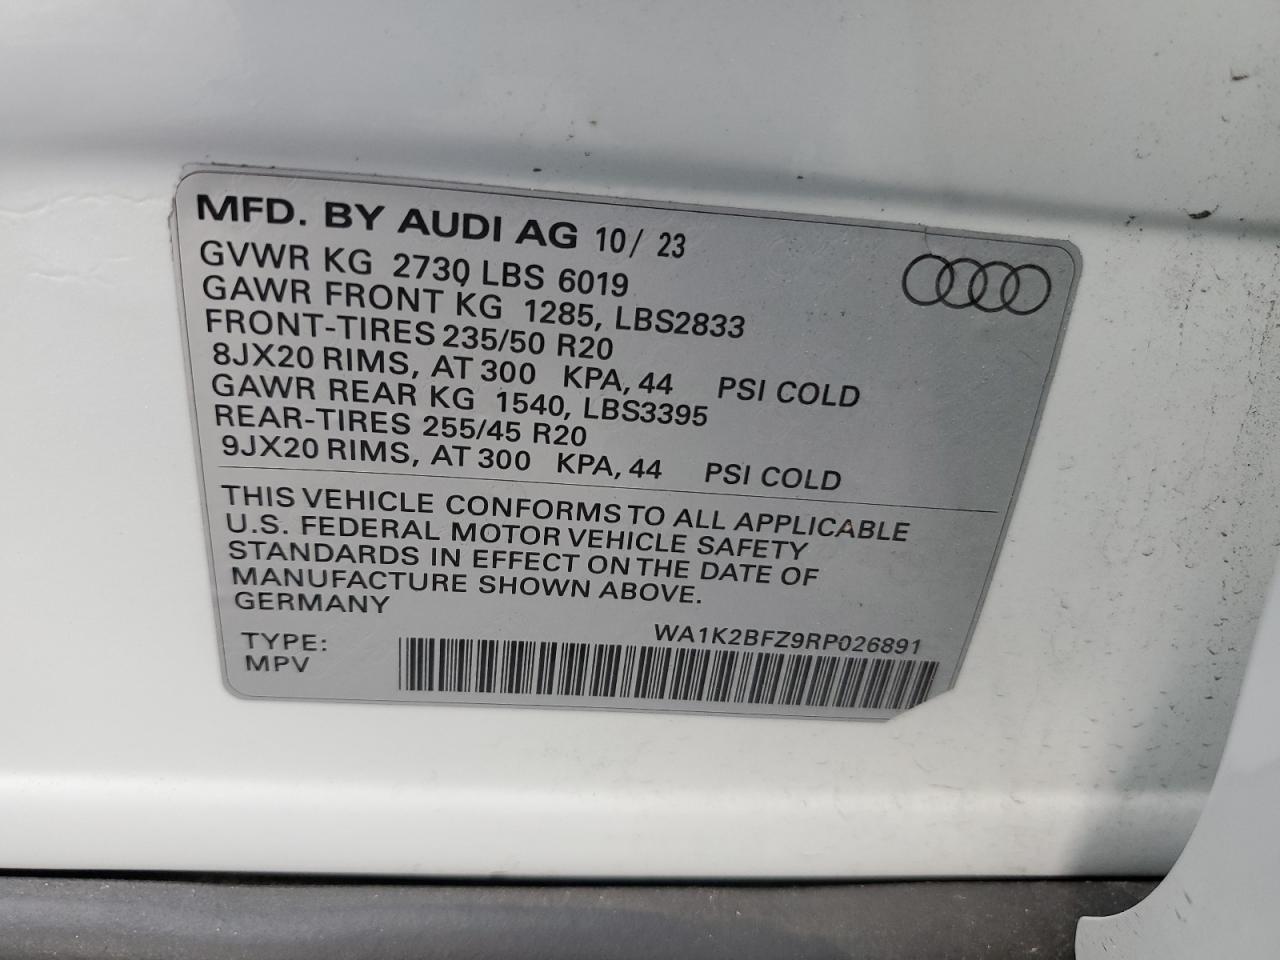 MFD. BY AUDI AG 10/ 23
GVWR KG 2730 LBS 6019
GAWR FRONT KG 1285, LBS2833
FRONT-TIRES 235/50 R20
8JX20 RIMS, AT 300 KPA, 44 PSI COLD
GAWR REAR KG 1540, LBS3395
REAR-TIRES 255/45 R20
9JX20 RIMS, AT 300 KPA, 44 PSI COLD
THIS VEHICLE CONFORMS TO ALL APPLICABLE
U.S. FEDERAL MOTOR VEHICLE SAFETY
STANDARDS IN EFFECT ON THE DATE OF
MANUFACTURE SHOWN ABOVE.
GERMANY
WA1K2BFZ9RP026891
TYPE:
MPV